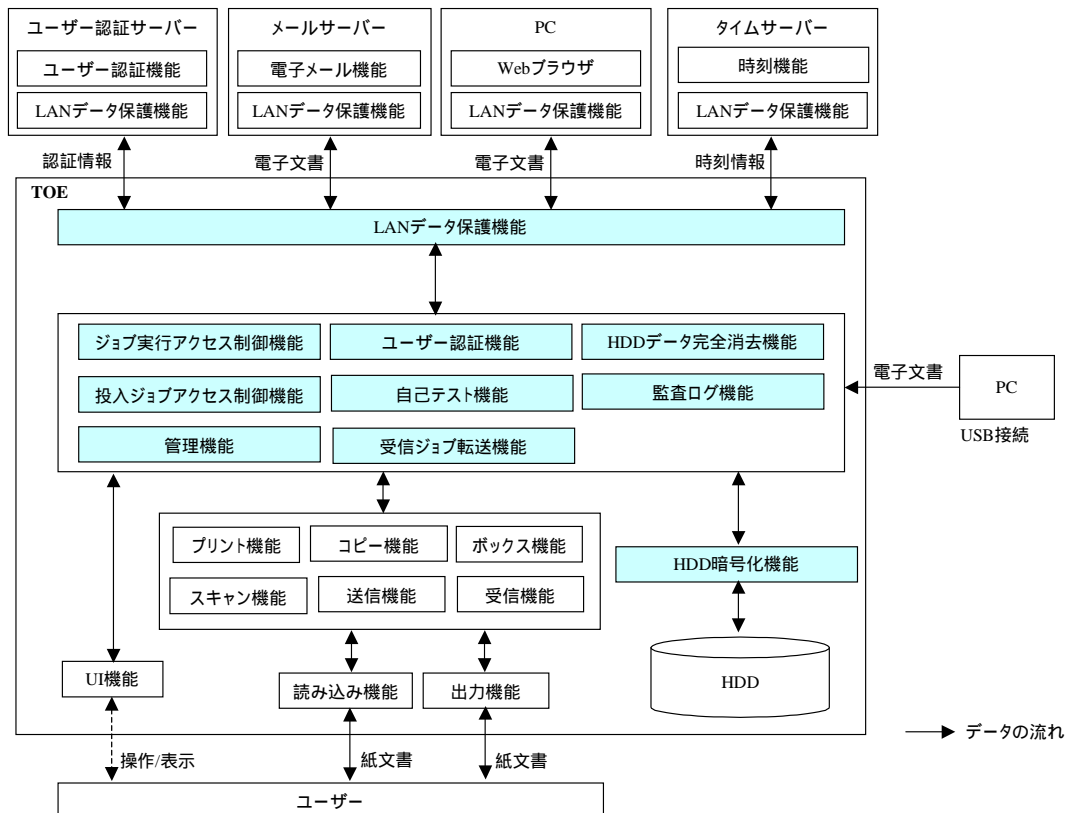 ユーザー認証サーバー
ユーザー認証機能
LANデータ保護機能
メールサーバー
電子メール機能
LANデータ保護機能
PC
Webブラウザ
LANデータ保護機能
タイムサーバー
時刻機能
LANデータ保護機能
認証情報
電子文書
電子文書
時刻情報
TOE
LANデータ保護機能
ジョブ実行アクセス制御機能
ユーザー認証機能
HDDデータ完全消去機能
投入ジョブアクセス制御機能
自己テスト機能
監査ログ機能
管理機能
受信ジョブ転送機能
電子文書
PC
USB接続
プリント機能
コピー機能
ボックス機能
スキャン機能
送信機能
受信機能
HDD暗号化機能
HDD
UI機能
読み込み機能
出力機能
データの流れ
操作/表示
紙文書
紙文書
ユーザー